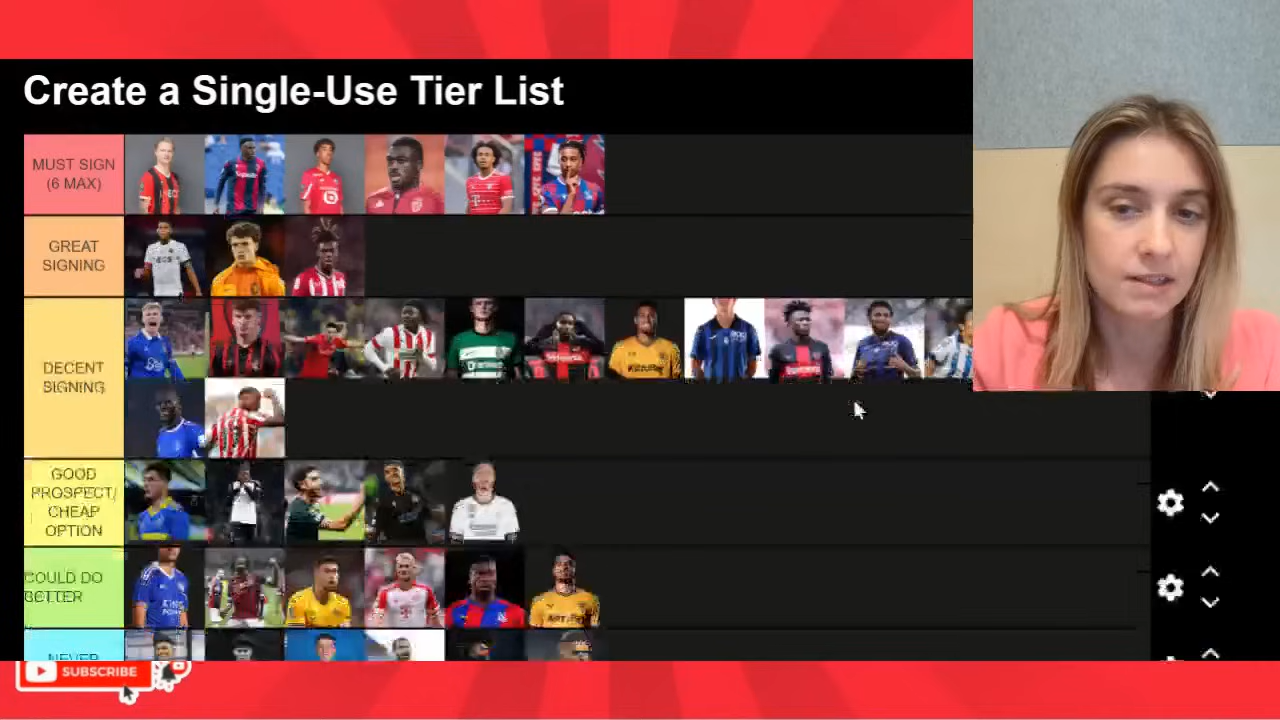 Create a Single-Use Tier List
MUST SIGN
(6 MAX)
GREAT
SIGNING
DECENT
SIGNING
GOOD
PROSPECT/
CHEAP
OPTION
COULD DO
BETTER
NEVER
SUBSCRIBE